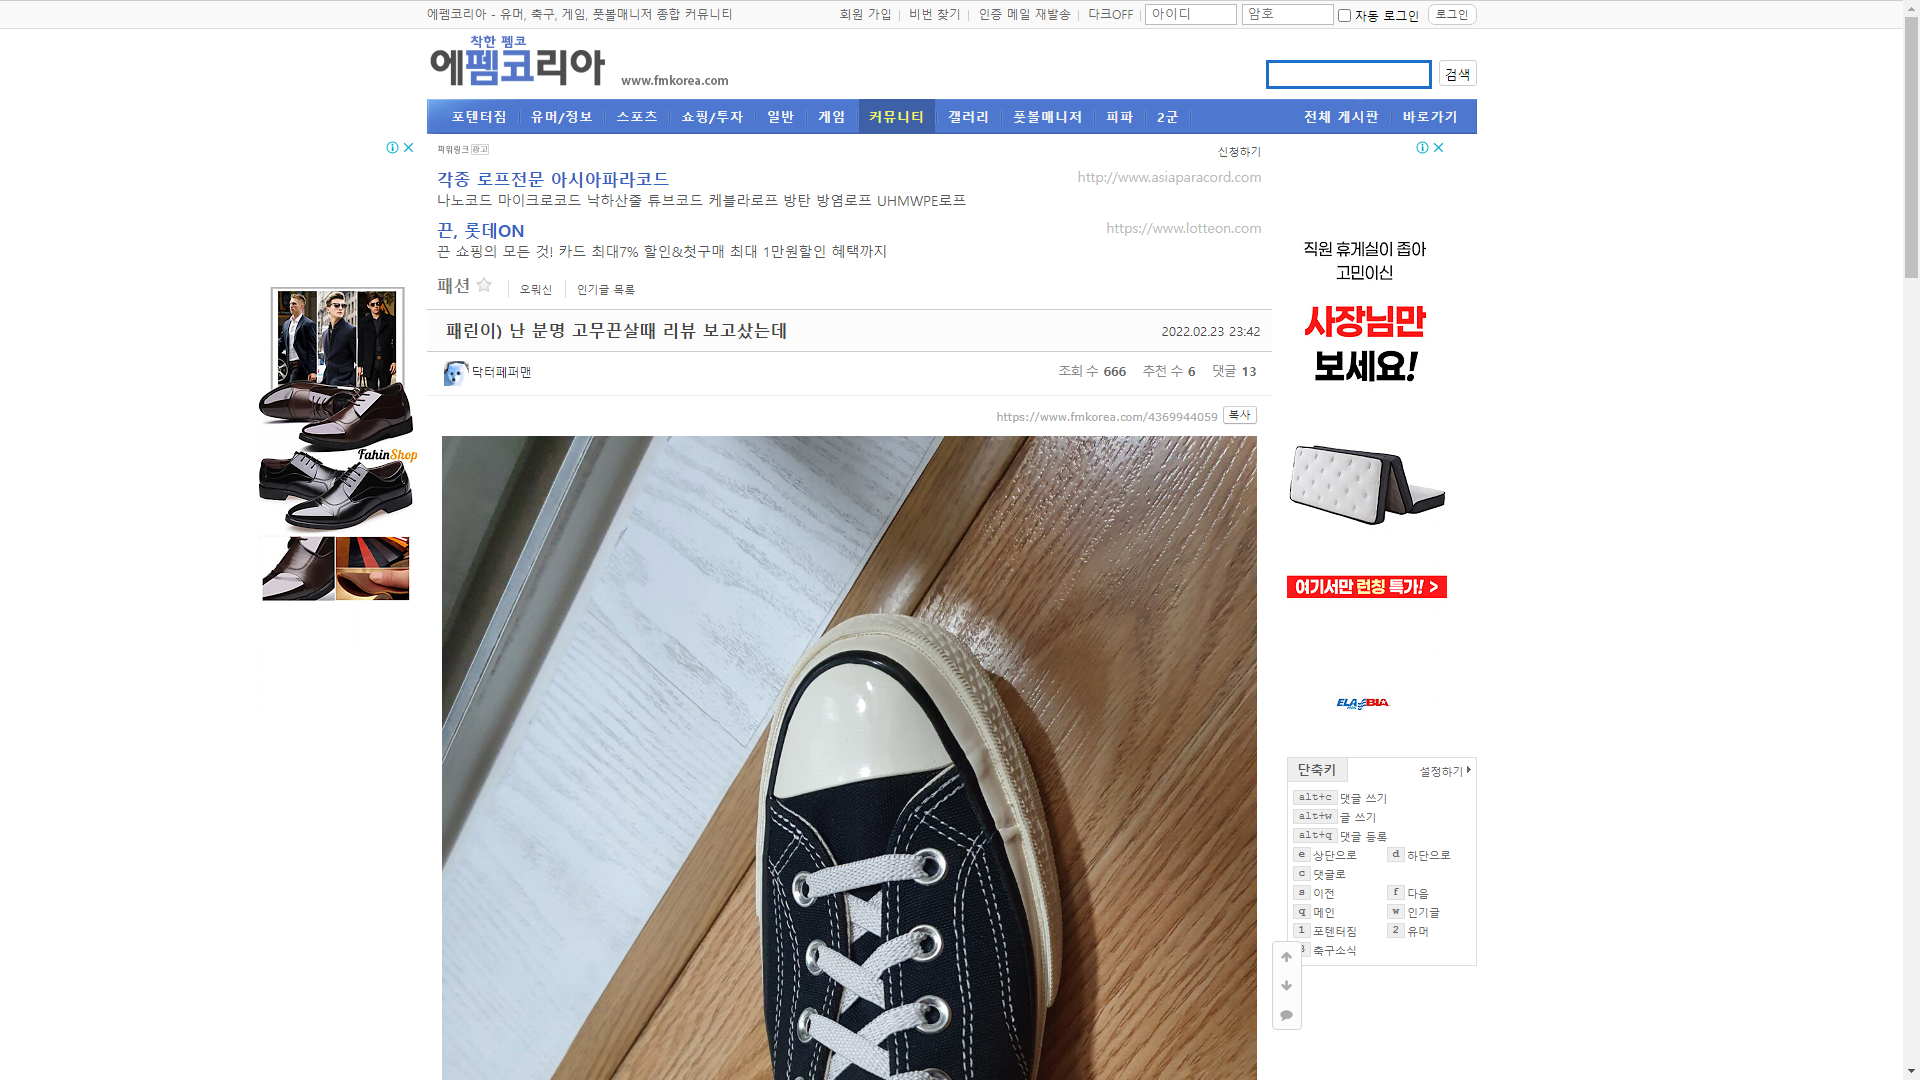 에펨코리아 - 유머, 축구, 게임, 풋볼매니저 종합 커뮤니티
회원 가입 비번 찾기 인증 메일 재발송 다크OFF 아이디 암호 자동 로그인 로그인
착한 펨코
에펨코리아 www.fmkorea.com
검색
포텐터짐 유머/정보 스포츠 쇼핑/투자 일반 게임 커뮤니티 갤러리 풋볼매니저 피파 2군 전체 게시판 바로가기
파워링크 광고 신청하기
각종 로프전문 아시아파라코드 http://www.asiaparacord.com
나노코드 마이크로코드 낙하산줄 튜브코드 케블라로프 방탄 방염로프 UHMWPE로프
끈, 롯데ON https://www.lotteon.com
끈 쇼핑의 모든 것! 카드 최대7% 할인&첫구매 최대 1만원할인 혜택까지
패션 오뭐신 인기글 목록
패린이) 난 분명 고무끈살때 리뷰 보고샀는데 2022.02.23 23:42
닥터페퍼맨 조회 수 666 추천 수 6 댓글 13
https://www.fmkorea.com/4369944059 복사
FahinShop
직원 휴게실이 좁아
고민이신
사장님만
보세요!
여기서만 런칭 특가! >
단축키 설정하기
alt+c 댓글 쓰기
alt+w 글 쓰기
alt+q 댓글 등록
e 상단으로 d 하단으로
c 댓글로
s 이전 f 다음
q 메인 w 인기글
1 포텐터짐 2 유머
3 축구소식